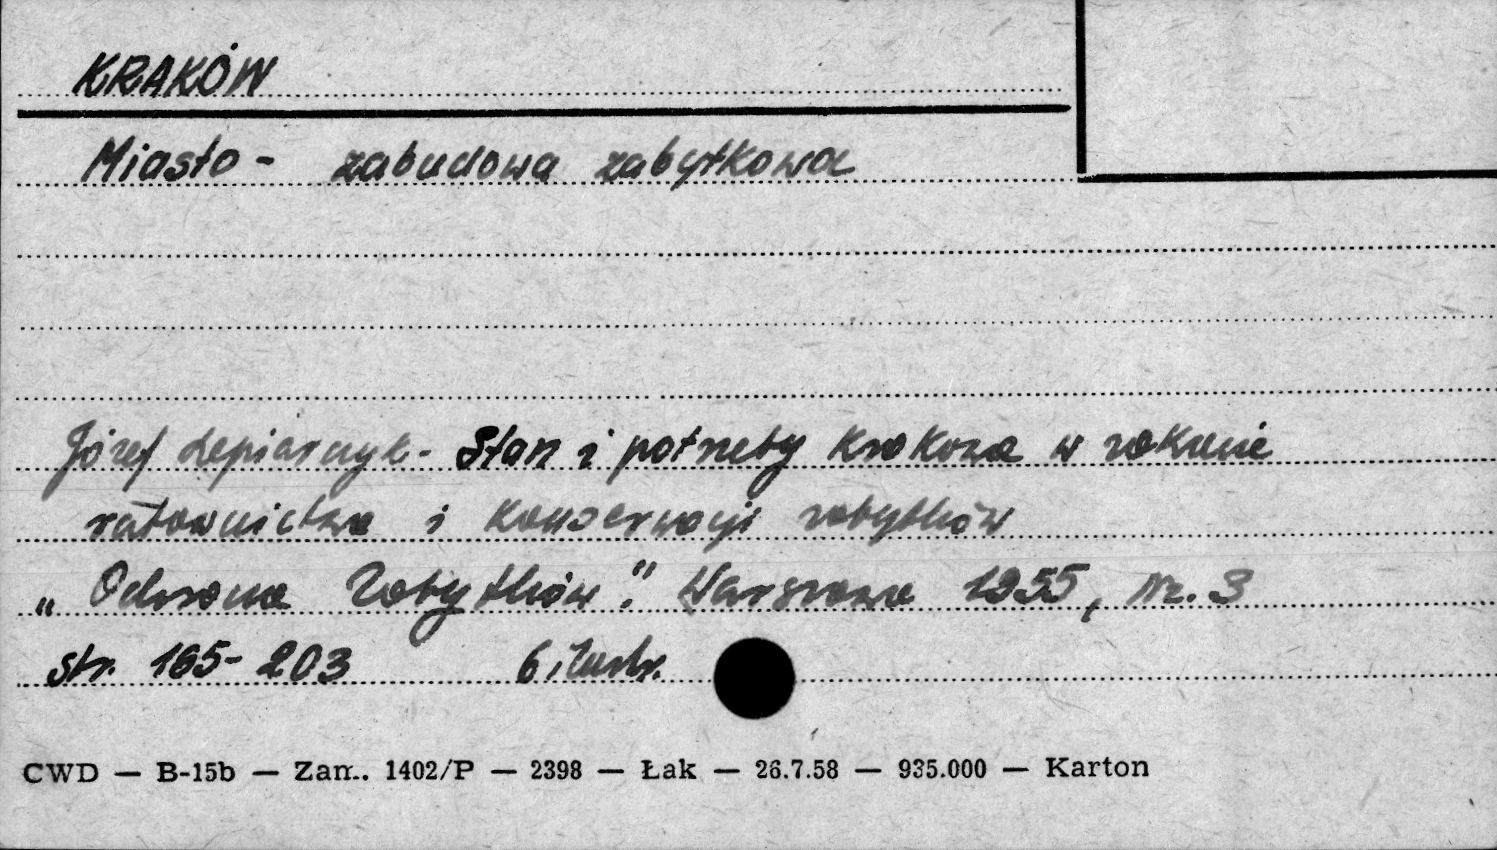 KRAKÓW
Miasto - zabudowa zabytkowa
Józef Lepiarczyk - Stan i potrzeby Krakowa w zakresie
ratownictwa i konserwacji zabytków
„Ochrona Zabytków". Warszawa 1955, Nr. 3
str. 165-203 6 ilustr.
CWD — B-15b — Zam. 1402/P — 2398 — Łak — 26.7.58 — 935.000 — Karton